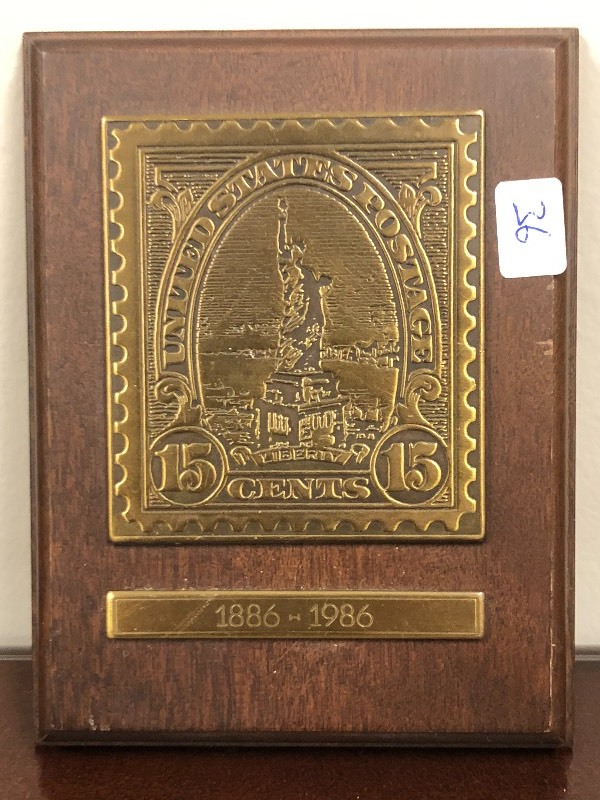 UNITED STATES POSTAGE
LIBERTY
15 CENTS 15
1886 - 1986